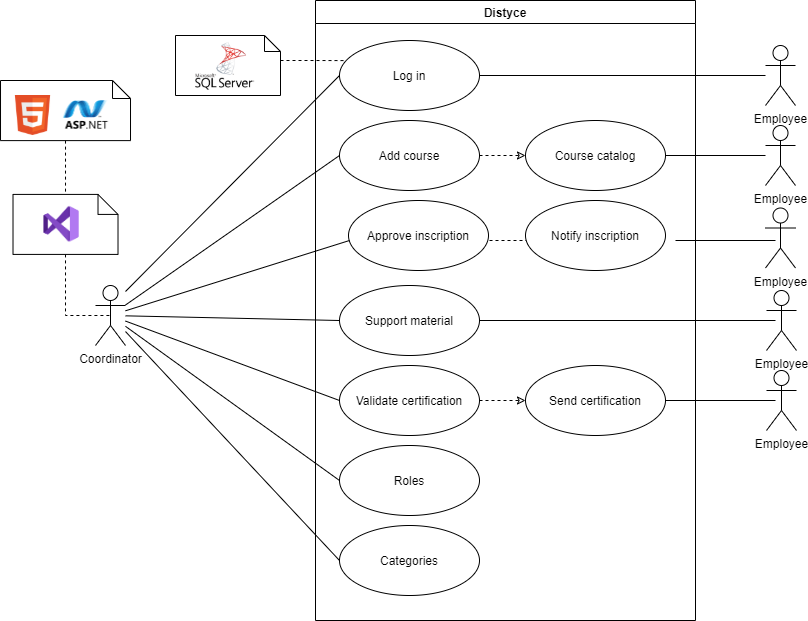 Distyce
Microsoft
SQL Server
Log in
Employee
5
ASP.NET
Add course
Course catalog
Employee
Approve inscription
Notify inscription
Employee
Coordinator
Support material
Employee
Validate certification
Send certification
Employee
Roles
Categories